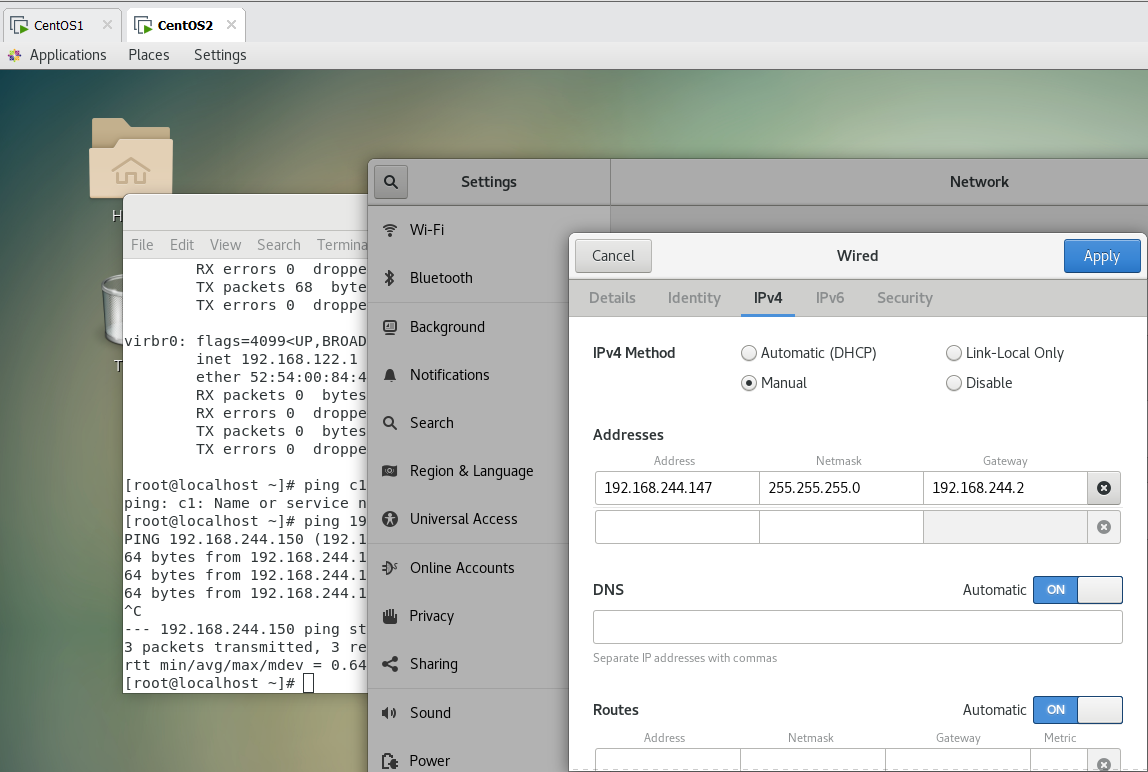 CentOS1
CentOS2
Applications Places Settings
Settings
Network
File Edit View Search
RX errors 0
TX packets 68
TX errors 0
virbr0: flags=4099<UP,BROAD
inet 192.168.122.1
ether 52:54:00:84:4
RX packets 0 bytes
RX errors 0
TX packets 0 bytes
TX errors 0
[root@localhost ~]# ping c1
ping: c1: Name or service
[root@localhost ~]# ping 19
PING 192.168.244.150 (192.1
64 bytes from 192.168.244.1
64 bytes from 192.168.244.1
64 bytes from 192.168.244.1
^C
--- 192.168.244.150 ping st
3 packets transmitted, 3 re
rtt min/avg/max/mdev = 0.64
[root@localhost ~]#
Wi-Fi
Bluetooth
Background
Notifications
Search
Region & Language
Universal Access
Online Accounts
Privacy
Sharing
Sound
Power
Cancel Wired Apply
Details Identity IPv4 IPv6 Security
IPv4 Method
Automatic (DHCP) Link-Local Only
Manual Disable
Addresses
Address Netmask Gateway
192.168.244.147 255.255.255.0 192.168.244.2
DNS Automatic ON
Separate IP addresses with commas
Routes Automatic ON
Address Netmask Gateway Metric